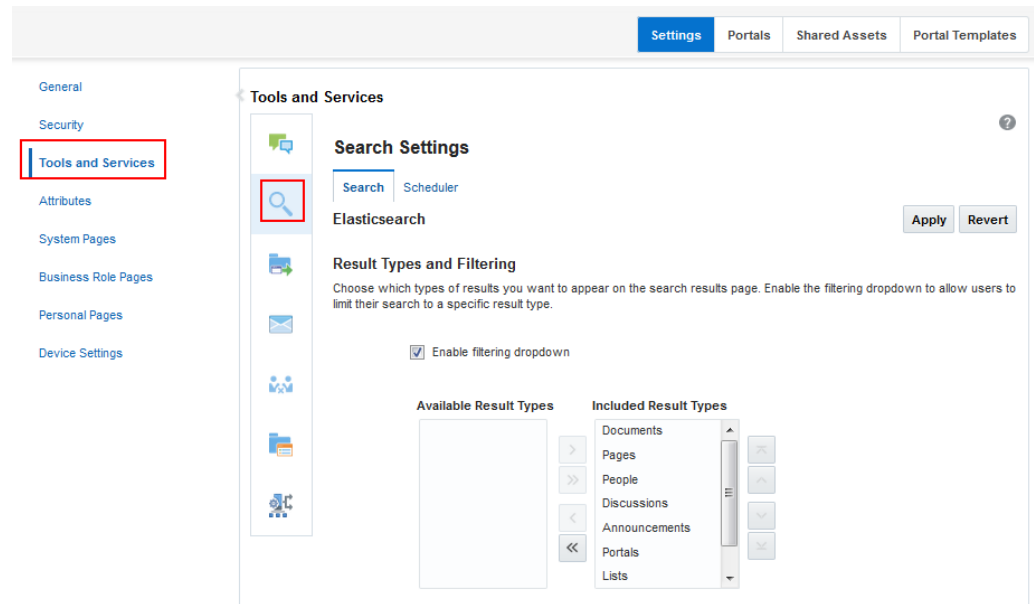 Settings Portals Shared Assets Portal Templates
General
Security
Tools and Services
Attributes
System Pages
Business Role Pages
Personal Pages
Device Settings
Tools and Services
Search Settings
Search Scheduler
Elasticsearch Apply Revert
Result Types and Filtering
Choose which types of results you want to appear on the search results page. Enable the filtering dropdown to allow users to
limit their search to a specific result type.
Enable filtering dropdown
Available Result Types Included Result Types
Documents
Pages
People
Discussions
Announcements
Portals
Lists